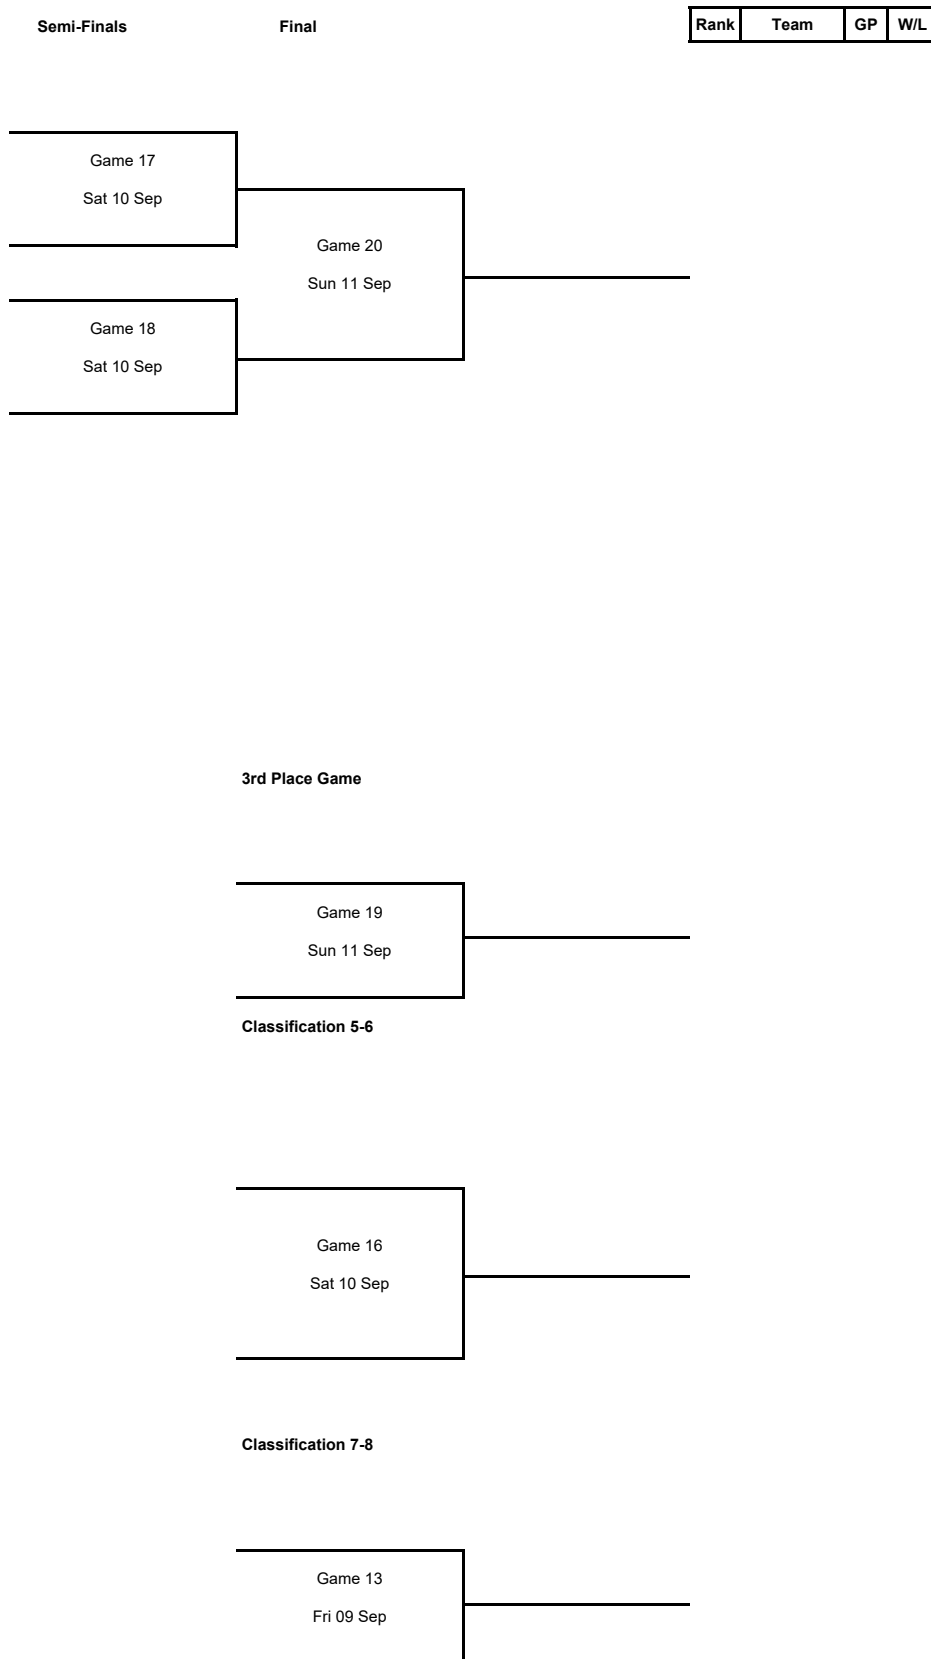 Semi-Finals Final Rank Team GP W/L
Game 17
Sat 10 Sep
Game 20
Sun 11 Sep
Game 18
Sat 10 Sep
3rd Place Game
Game 19
Sun 11 Sep
Classification 5-6
Game 16
Sat 10 Sep
Classification 7-8
Game 13
Fri 09 Sep